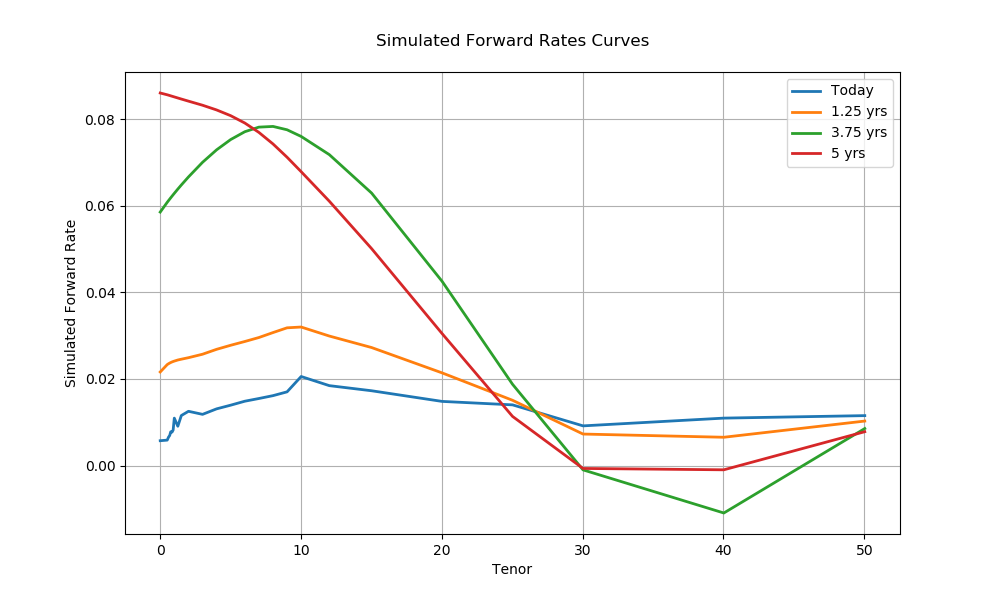 Simulated Forward Rates Curves
Today
1.25 yrs
3.75 yrs
5 yrs
Simulated Forward Rate
0.08
0.06
0.04
0.02
0.00
0
10
20
30
40
50
Tenor